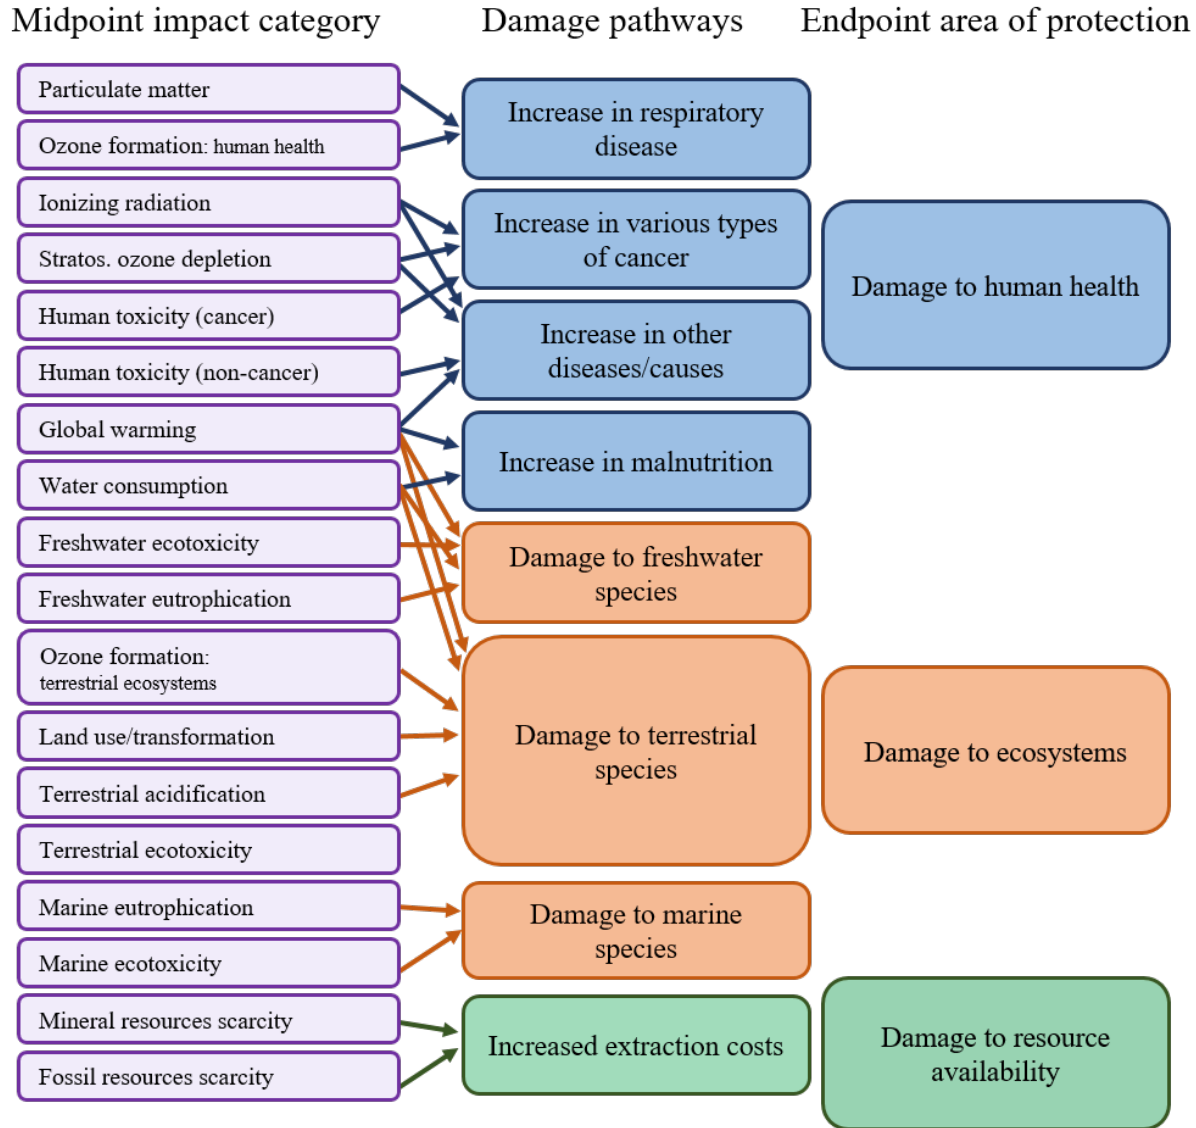 Midpoint impact category
Damage pathways
Endpoint area of protection
Particulate matter
Ozone formation: human health
Ionizing radiation
Stratos. ozone depletion
Human toxicity (cancer)
Human toxicity (non-cancer)
Global warming
Water consumption
Freshwater ecotoxicity
Freshwater eutrophication
Ozone formation:
terrestrial ecosystems
Land use/transformation
Terrestrial acidification
Terrestrial ecotoxicity
Marine eutrophication
Marine ecotoxicity
Mineral resources scarcity
Fossil resources scarcity
Increase in respiratory
disease
Increase in various types
of cancer
Increase in other
diseases/causes
Increase in malnutrition
Damage to freshwater
species
Damage to terrestrial
species
Damage to marine
species
Increased extraction costs
Damage to human health
Damage to ecosystems
Damage to resource
availability